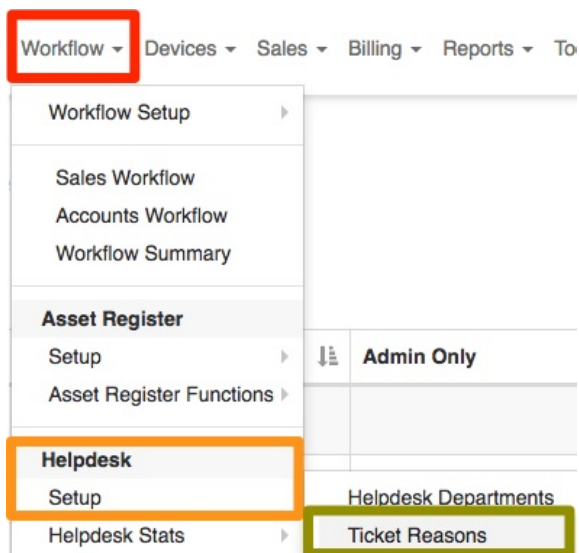 Workflow Devices Sales Billing Reports
Workflow Setup
Sales Workflow
Accounts Workflow
Workflow Summary
Asset Register
Setup
Admin Only
Asset Register Functions
Helpdesk
Setup
Helpdesk Departments
Helpdesk Stats
Ticket Reasons